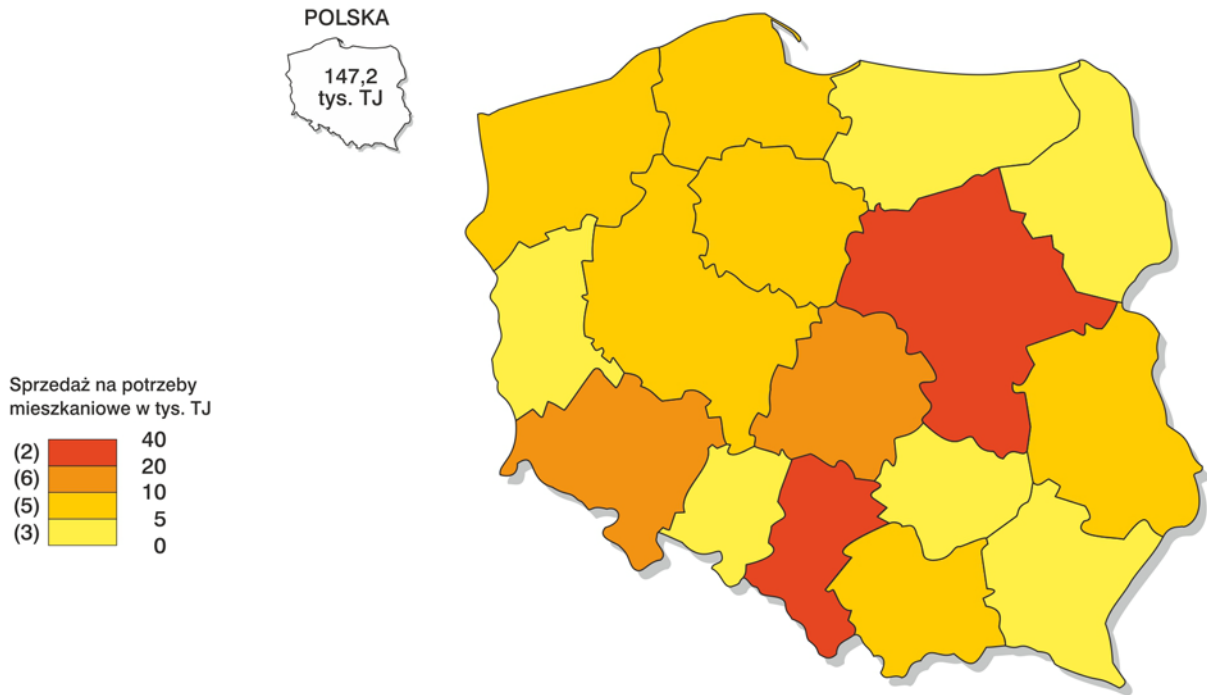 POLSKA
147,2
tys. TJ
Sprzedaż na potrzeby
mieszkaniowe w tys. TJ
40
(2)
20
(6)
10
(5)
5
(3)
0